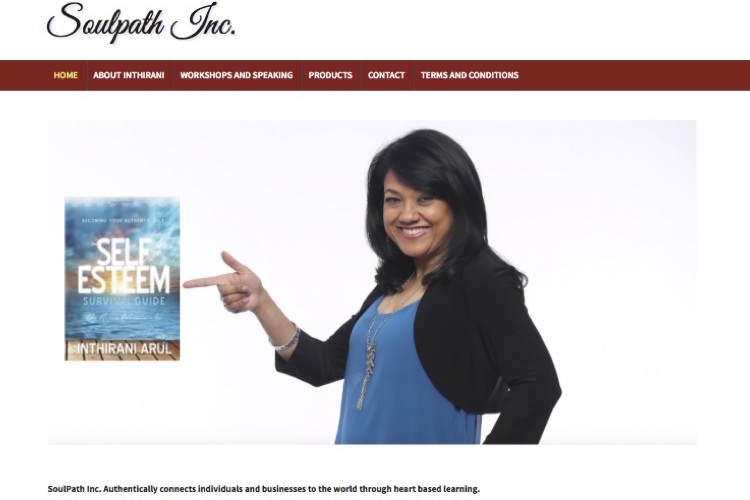 Soulpath Inc.
HOME ABOUT INTHIRANI WORKSHOPS AND SPEAKING PRODUCTS CONTACT TERMS AND CONDITIONS
BECOMING YOUR AUTHENTIC SELF
SELF
ESTEEM
SURVIVAL GUIDE
INTHIRANI ARUL
SoulPath Inc. Authentically connects individuals and businesses to the world through heart based learning.